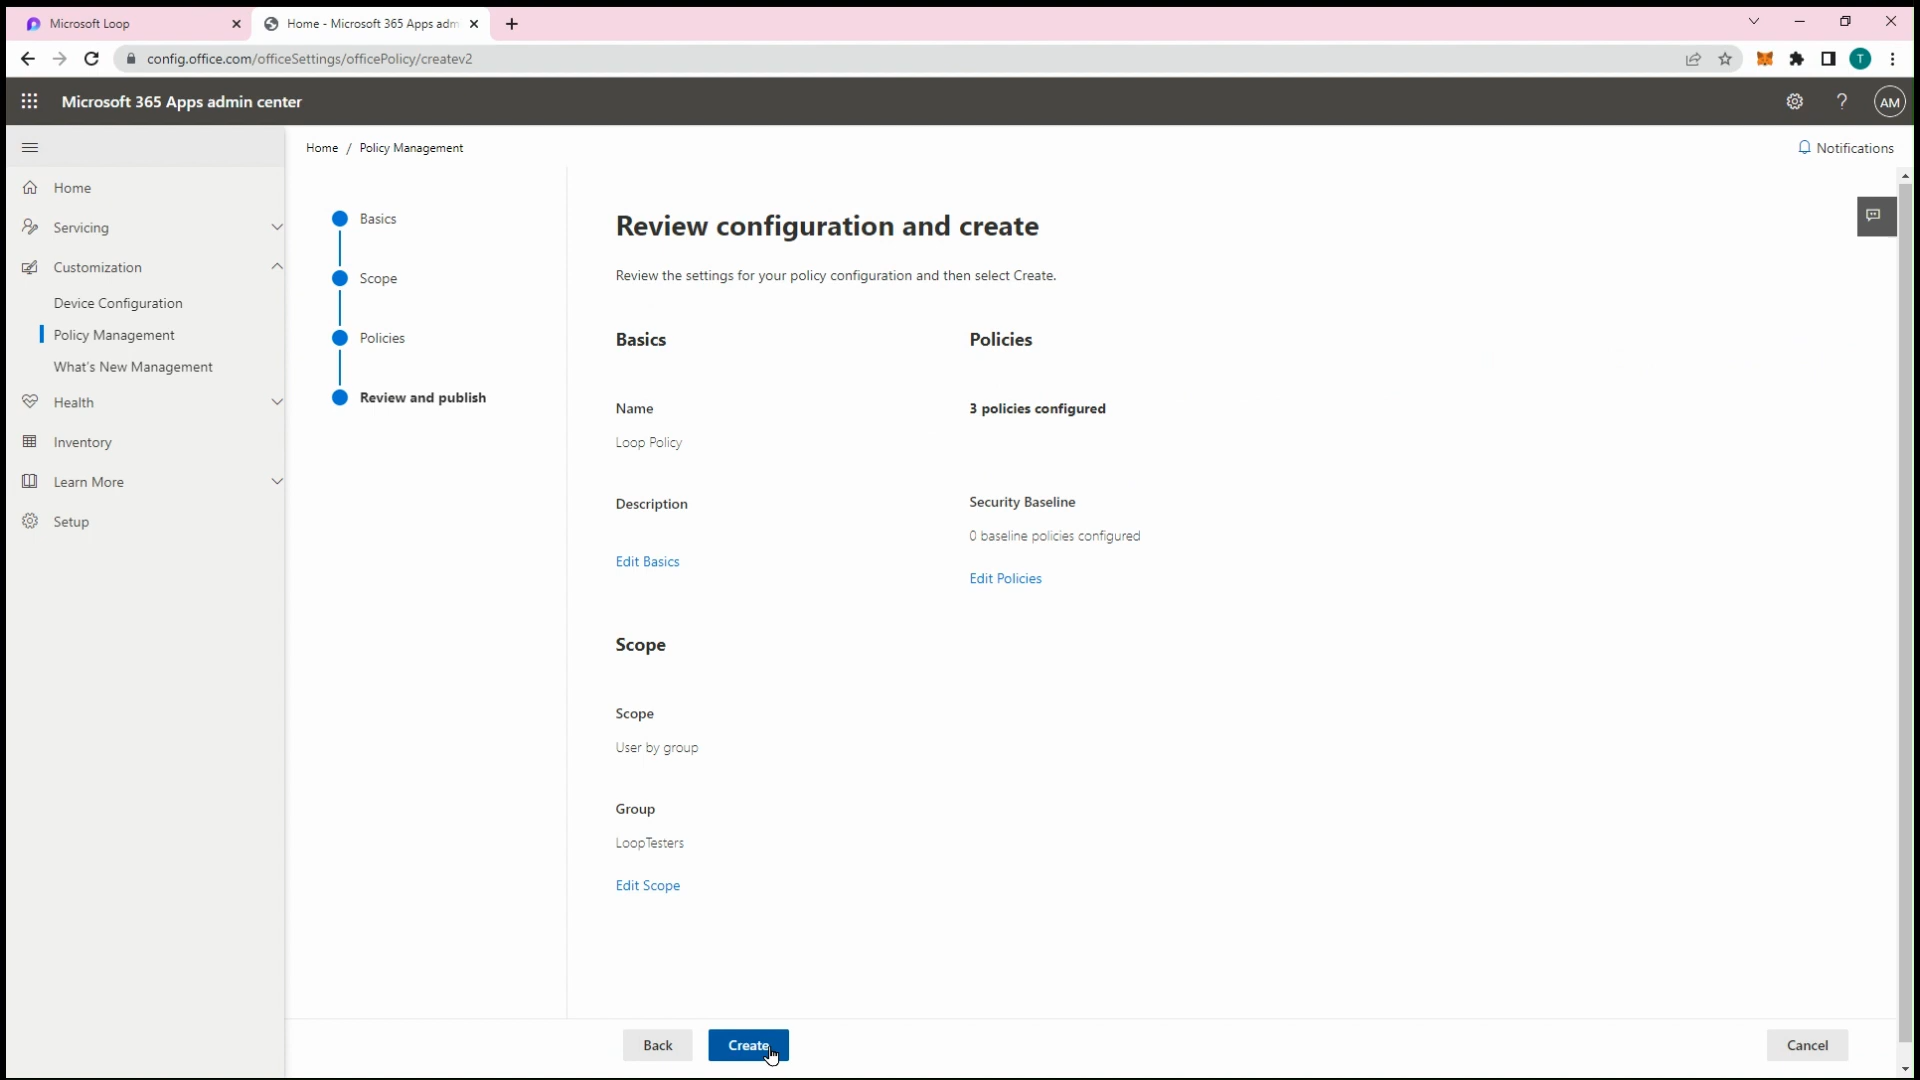 Microsoft Loop
Home - Microsoft 365 Apps adm
config.office.com/officeSettings/officePolicy/createv2
T
Microsoft 365 Apps admin center
?
AM
Home / Policy Management
Notifications
Home
Servicing
Customization
Device Configuration
Policy Management
What's New Management
Health
Inventory
Learn More
Setup
Basics
Scope
Policies
Review and publish
Review configuration and create
Review the settings for your policy configuration and then select Create.
Basics
Name
Loop Policy
Description
Edit Basics
Policies
3 policies configured
Security Baseline
0 baseline policies configured
Edit Policies
Scope
Scope
User by group
Group
LoopTesters
Edit Scope
Back
Create
Cancel